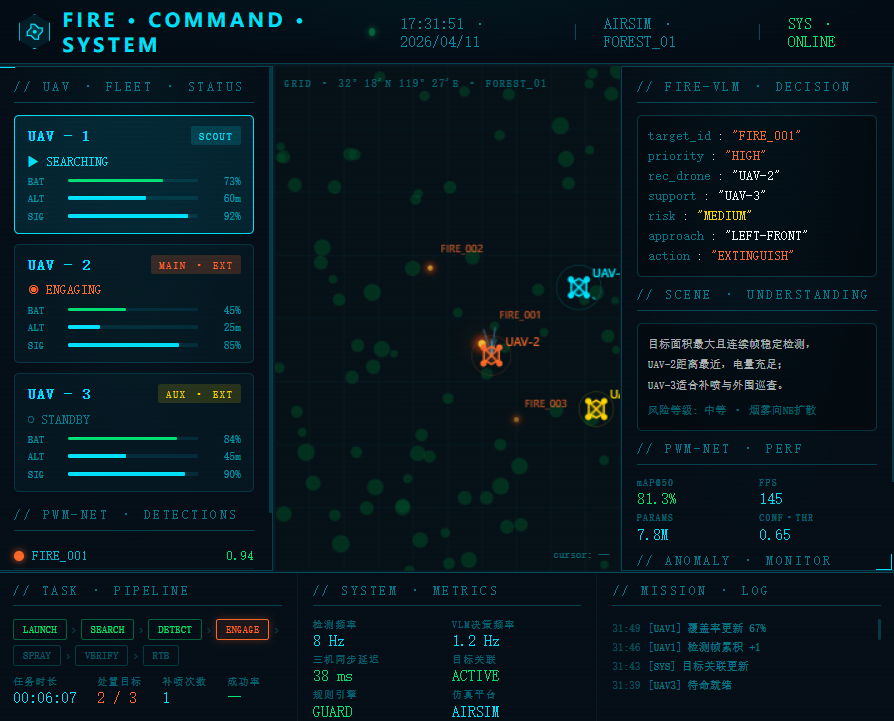 FIRE • COMMAND •
SYSTEM
17:31:51 ·
2026/04/11
AIRSIM ·
FOREST_01
SYS ·
ONLINE
// UAV · FLEET · STATUS
UAV — 1
SCOUT
SEARCHING
BAT 73%
ALT 60m
SIG 92%
UAV — 2
MAIN · EXT
ENGAGING
BAT 45%
ALT 25m
SIG 85%
UAV — 3
AUX · EXT
STANDBY
BAT 84%
ALT 45m
SIG 90%
// PWM-NET · DETECTIONS
FIRE_001 0.94
GRID - 32° 18′N 119° 27′E - FOREST_01
FIRE_002
UAV-
FIRE_001
UAV-2
FIRE_003
cursor: —
// FIRE-VLM · DECISION
target_id : "FIRE_001"
priority : "HIGH"
rec_drone : "UAV-2"
support : "UAV-3"
risk : "MEDIUM"
approach : "LEFT-FRONT"
action : "EXTINGUISH"
// SCENE · UNDERSTANDING
目标面积最大且连续帧稳定检测,
UAV-2距离最近, 电量充足;
UAV-3适合补喷与外围巡查。
风险等级: 中等 · 烟雾向NE扩散
// PWM-NET · PERF
mAP@50 FPS
81.3% 145
PARAMS CONF-THR
7.8M 0.65
// ANOMALY · MONITOR
// TASK · PIPELINE
LAUNCH › SEARCH › DETECT › ENGAGE ›
SPRAY › VERIFY › RTB
任务时长 处置目标 补喷次数 成功率
00:06:07 2 / 3 1 —
// SYSTEM · METRICS
检测频率 VLM决策频率
8 Hz 1.2 Hz
三机同步延迟 目标关联
38 ms ACTIVE
规则引擎 仿真平台
GUARD AIRSIM
// MISSION · LOG
31:49 [UAV1] 覆盖率更新 67%
31:46 [UAV1] 检测帧累积 +1
31:43 [SYS] 目标关联更新
31:39 [UAV3] 待命就绪